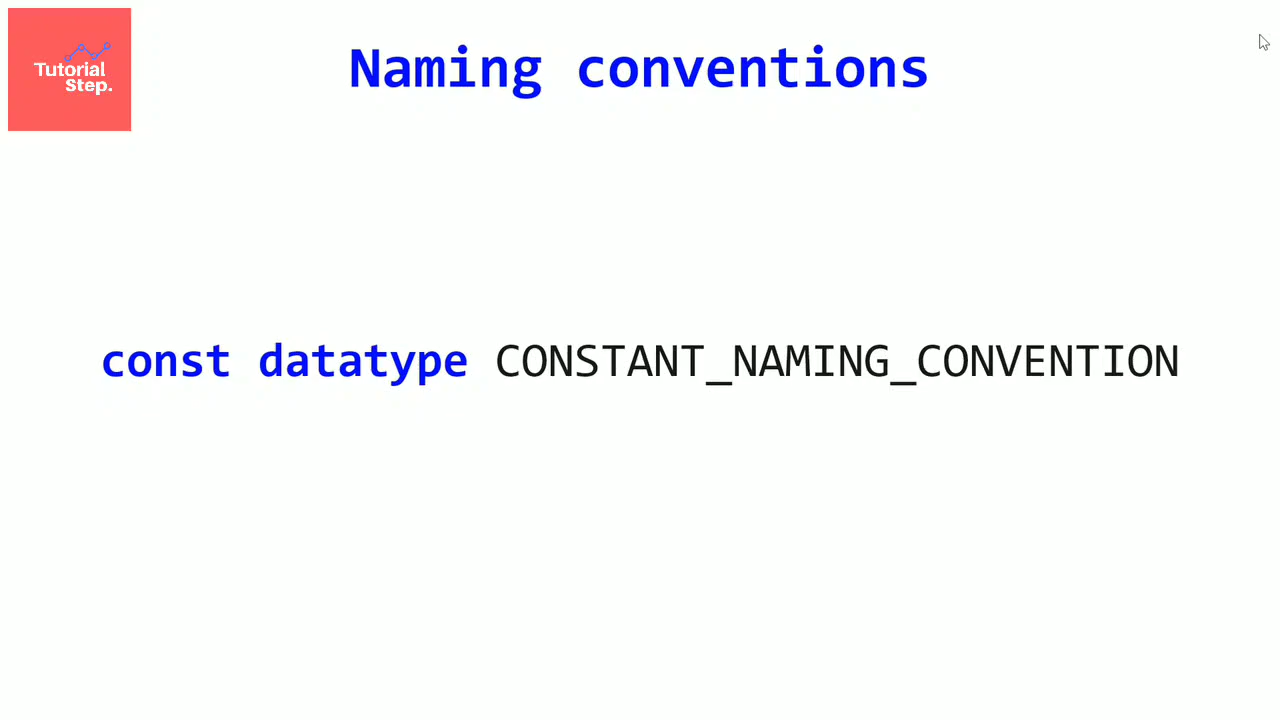 Tutorial
Step.
Naming conventions
const datatype CONSTANT_NAMING_CONVENTION